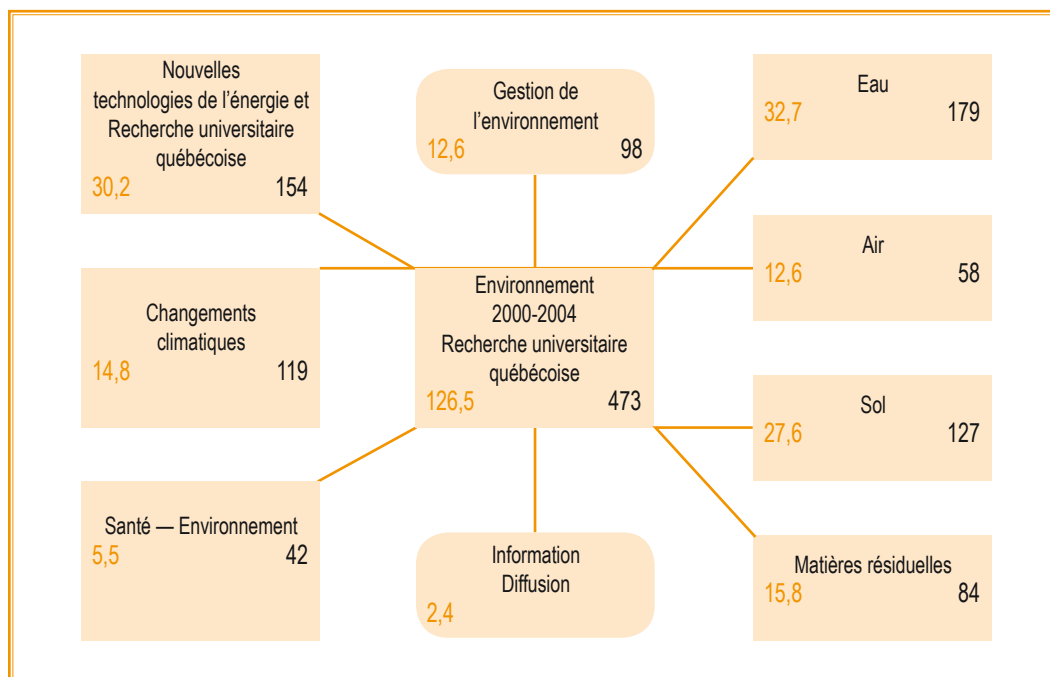 Nouvelles
technologies de l'énergie et
Recherche universitaire
québécoise
30,2 154
Gestion de
l'environnement
12,6 98
Eau
32,7 179
Air
12,6 58
Changements
climatiques
14,8 119
Environnement
2000-2004
Recherche universitaire
québécoise
126,5 473
Sol
27,6 127
Santé — Environnement
5,5 42
Information
Diffusion
2,4
Matières résiduelles
15,8 84